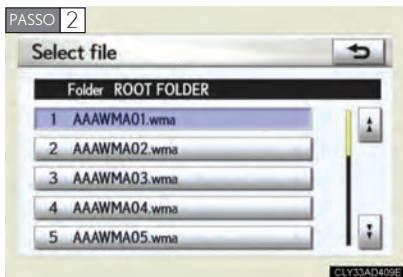 PASSO 2
Select file
Folder ROOT FOLDER
1 AAAWMA01.wma
2 AAAWMA02.wma
3 AAAWMA03.wma
4 AAAWMA04.wma
5 AAAWMA05.wma
CLY33AD409E